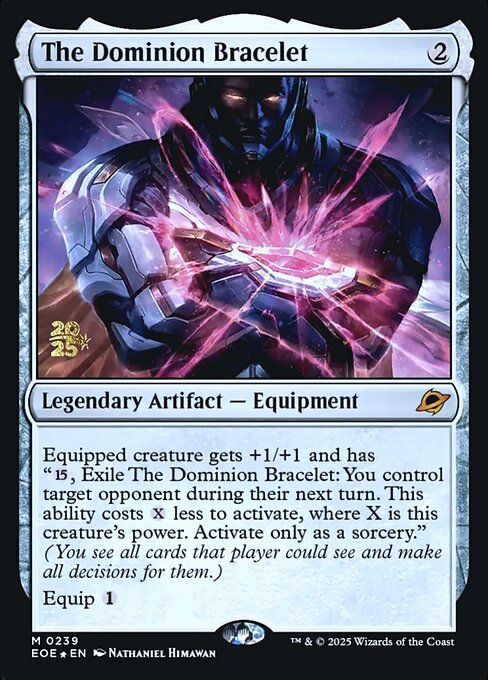 The Dominion Bracelet 2
20
25
Legendary Artifact — Equipment
Equipped creature gets +1/+1 and has
“15, Exile The Dominion Bracelet: You control
target opponent during their next turn. This
ability costs X less to activate, where X is this
creature's power. Activate only as a sorcery.”
(You see all cards that player could see and make
all decisions for them.)
Equip 1
M 0239
EOE★EN NATHANIEL HIMAWAN
™ & © 2025 Wizards of the Coast